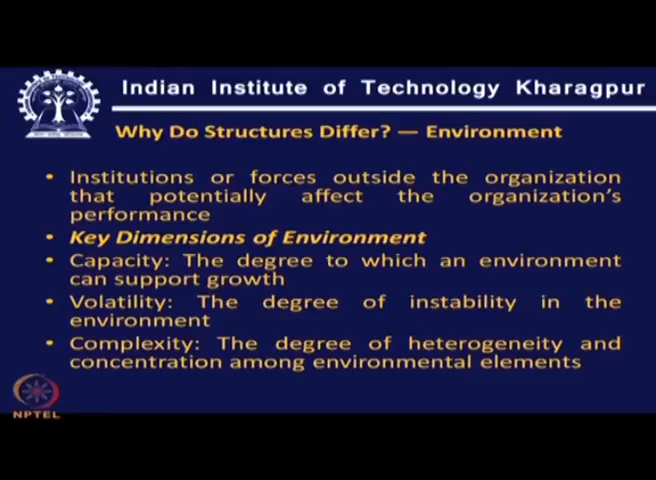 Indian Institute of Technology Kharagpur
Why Do Structures Differ? — Environment
• Institutions or forces outside the organization
that potentially affect the organization's
performance
• Key Dimensions of Environment
• Capacity: The degree to which an environment
can support growth
• Volatility: The degree of instability in the
environment
• Complexity: The degree of heterogeneity and
concentration among environmental elements
NPTEL